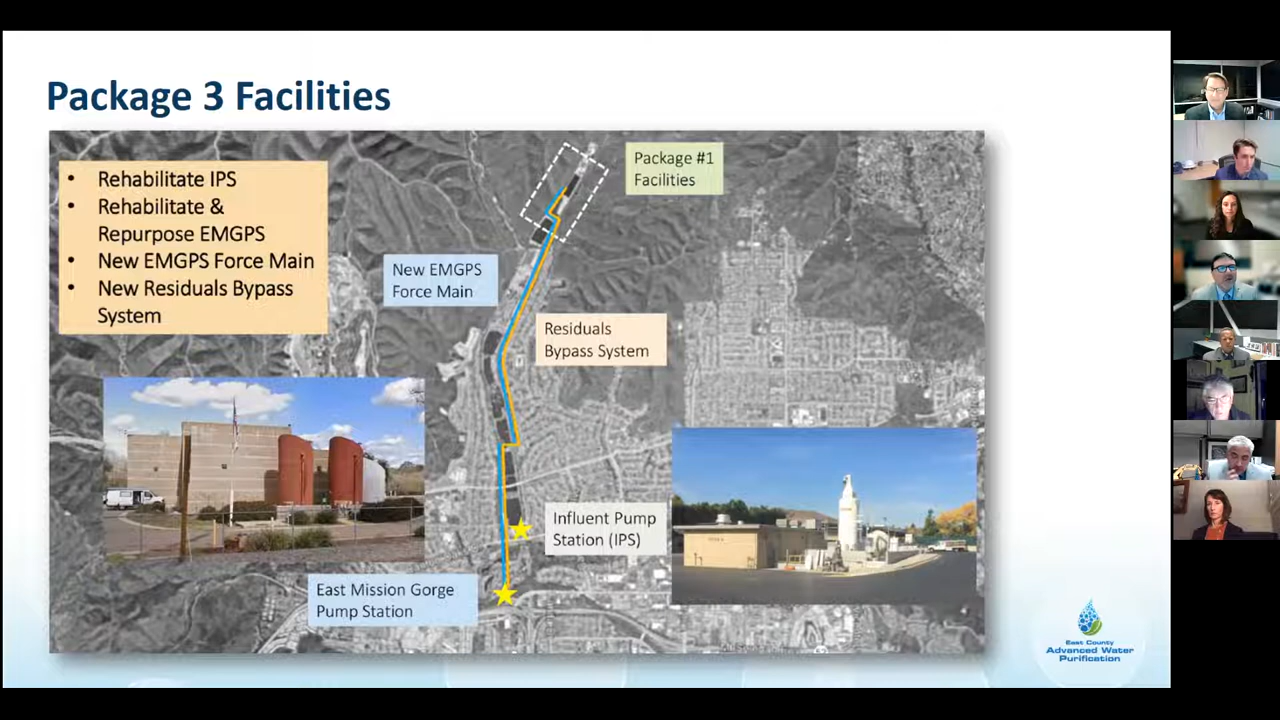 Package 3 Facilities
• Rehabilitate IPS
• Rehabilitate &
Repurpose EMGPS
• New EMGPS Force Main
• New Residuals Bypass
System
Package #1
Facilities
New EMGPS
Force Main
Residuals
Bypass System
Influent Pump
Station (IPS)
East Mission Gorge
Pump Station
East County
Advanced Water
Purification